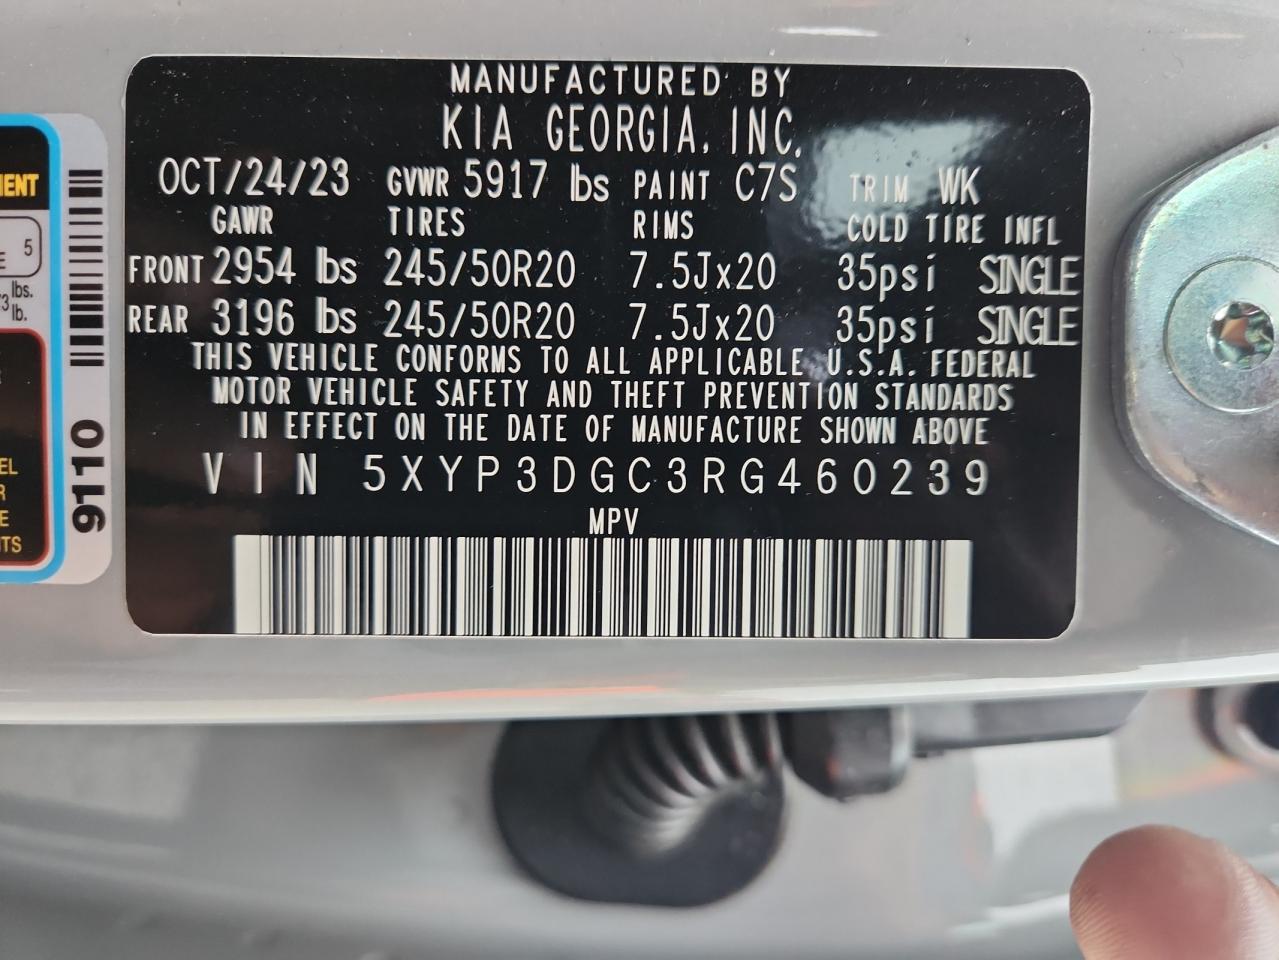 MANUFACTURED BY
KIA GEORGIA, INC.
OCT/24/23 GVWR 5917 lbs PAINT C7S TRIM WK
GAWR TIRES RIMS COLD TIRE INFL
FRONT 2954 lbs 245/50R20 7.5Jx20 35psi SINGLE
REAR 3196 lbs 245/50R20 7.5Jx20 35psi SINGLE
THIS VEHICLE CONFORMS TO ALL APPLICABLE U.S.A. FEDERAL
MOTOR VEHICLE SAFETY AND THEFT PREVENTION STANDARDS
IN EFFECT ON THE DATE OF MANUFACTURE SHOWN ABOVE
VIN 5XYP3DGC3RG460239
MPV
5
lbs.
lb.
9110